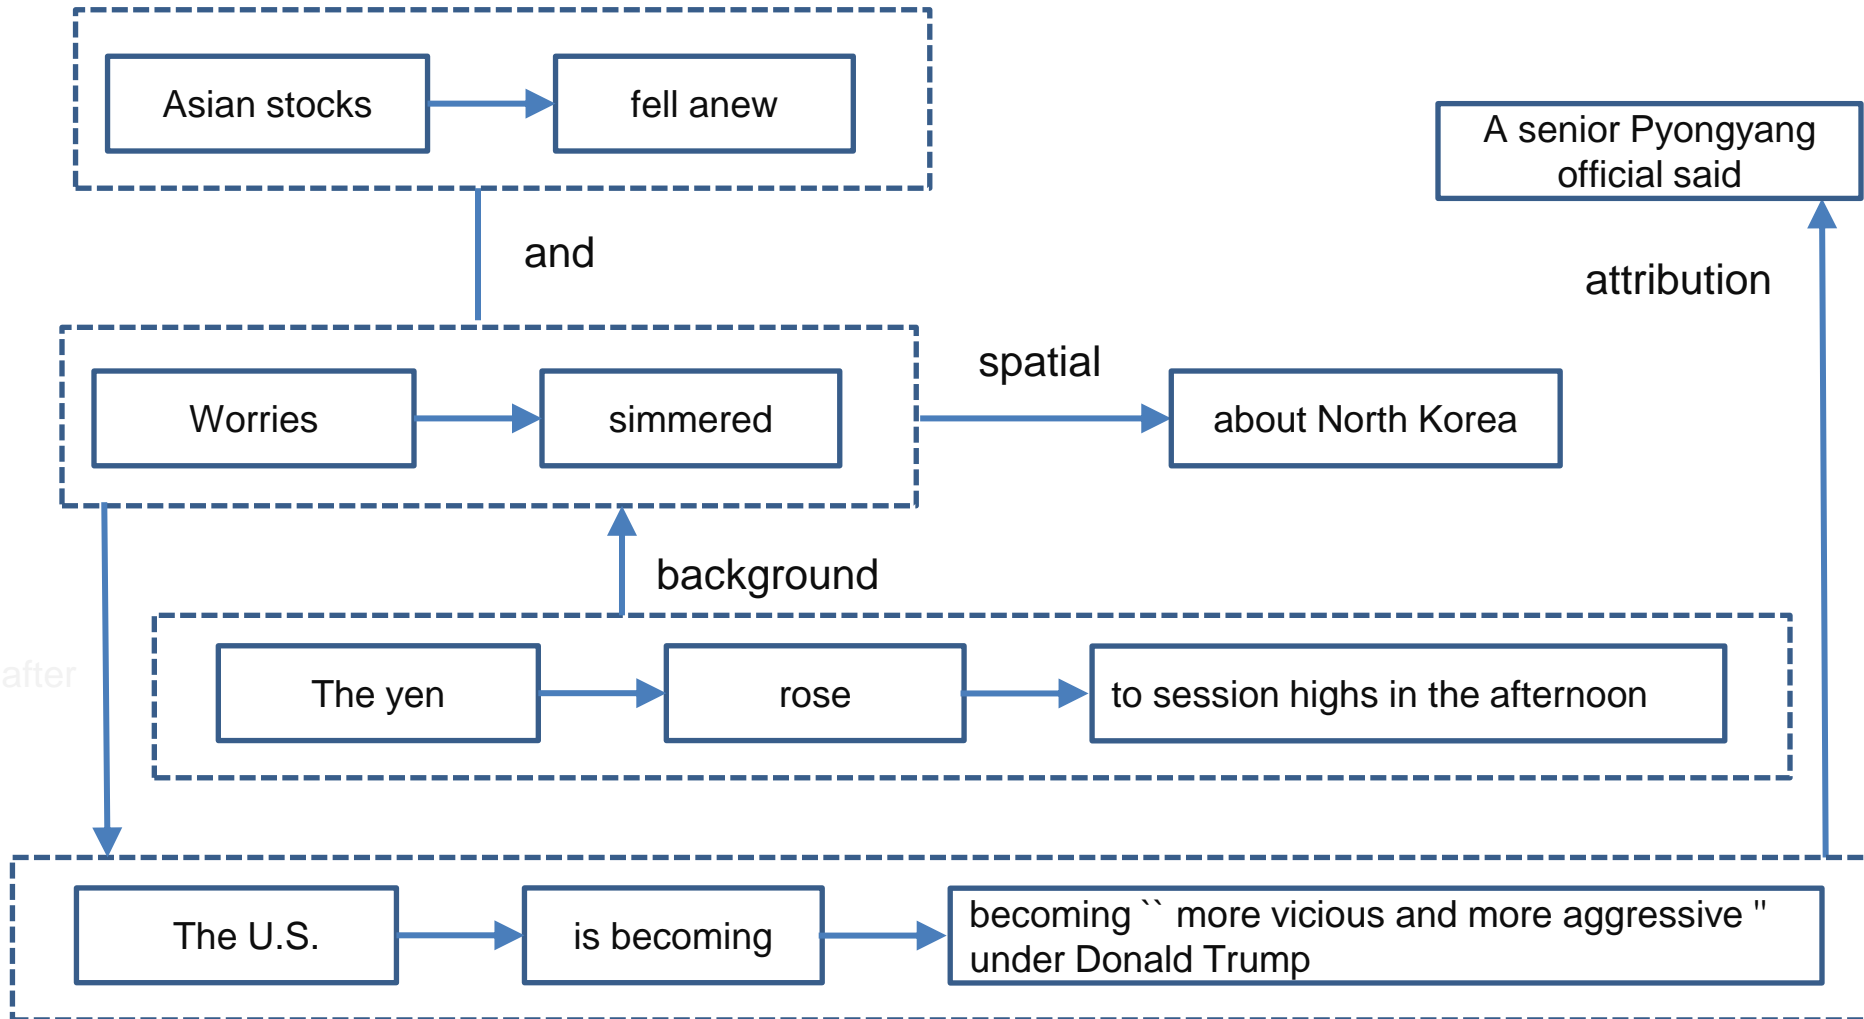 Asian stocks
fell anew
A senior Pyongyang
official said
and
attribution
spatial
Worries
simmered
about North Korea
background
after
The yen
rose
to session highs in the afternoon
The U.S.
is becoming
becoming `` more vicious and more aggressive "
under Donald Trump